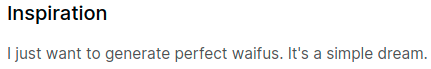 Inspiration
I just want to generate perfect waifus. It's a simple dream.